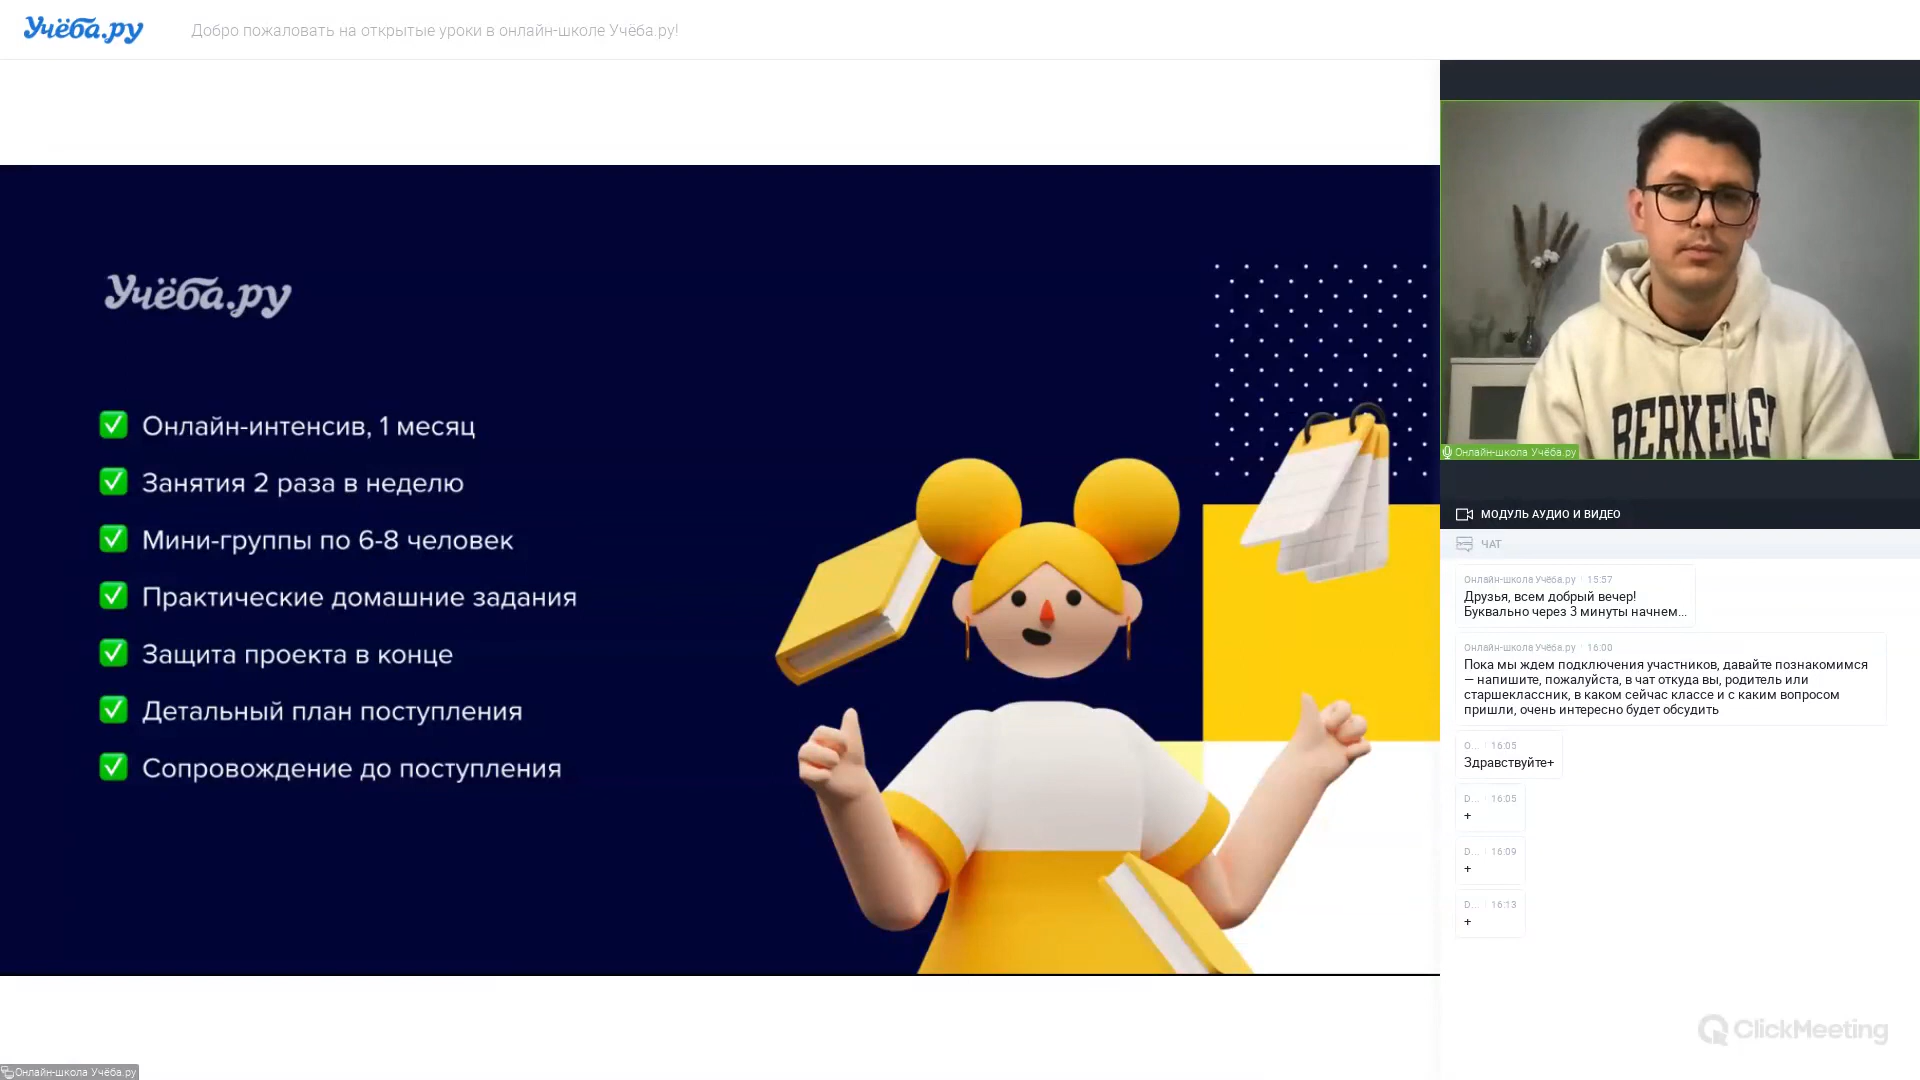 Учёба.ру
Добро пожаловать на открытые уроки в онлайн-школе Учёба.ру!
Учёба.ру
Онлайн-интенсив, 1 месяц
Занятия 2 раза в неделю
Мини-группы по 6-8 человек
Практические домашние задания
Защита проекта в конце
Детальный план поступления
Сопровождение до поступления
BERKELEY
Онлайн-школа Учёба.ру
МОДУЛЬ АУДИО И ВИДЕО
ЧАТ
Онлайн-школа Учёба.ру 15:57
Друзья, всем добрый вечер!
Буквально через 3 минуты начнем...
Онлайн-школа Учёба.ру 16:00
Пока мы ждем подключения участников, давайте познакомимся
— напишите, пожалуйста, в чат откуда вы, родитель или
старшеклассник, в каком сейчас классе и с каким вопросом
пришли, очень интересно будет обсудить
О... 16:05
Здравствуйте+
D... 16:05
+
D... 16:09
+
D... 16:13
+
ClickMeeting
Онлайн-школа Учёба.ру